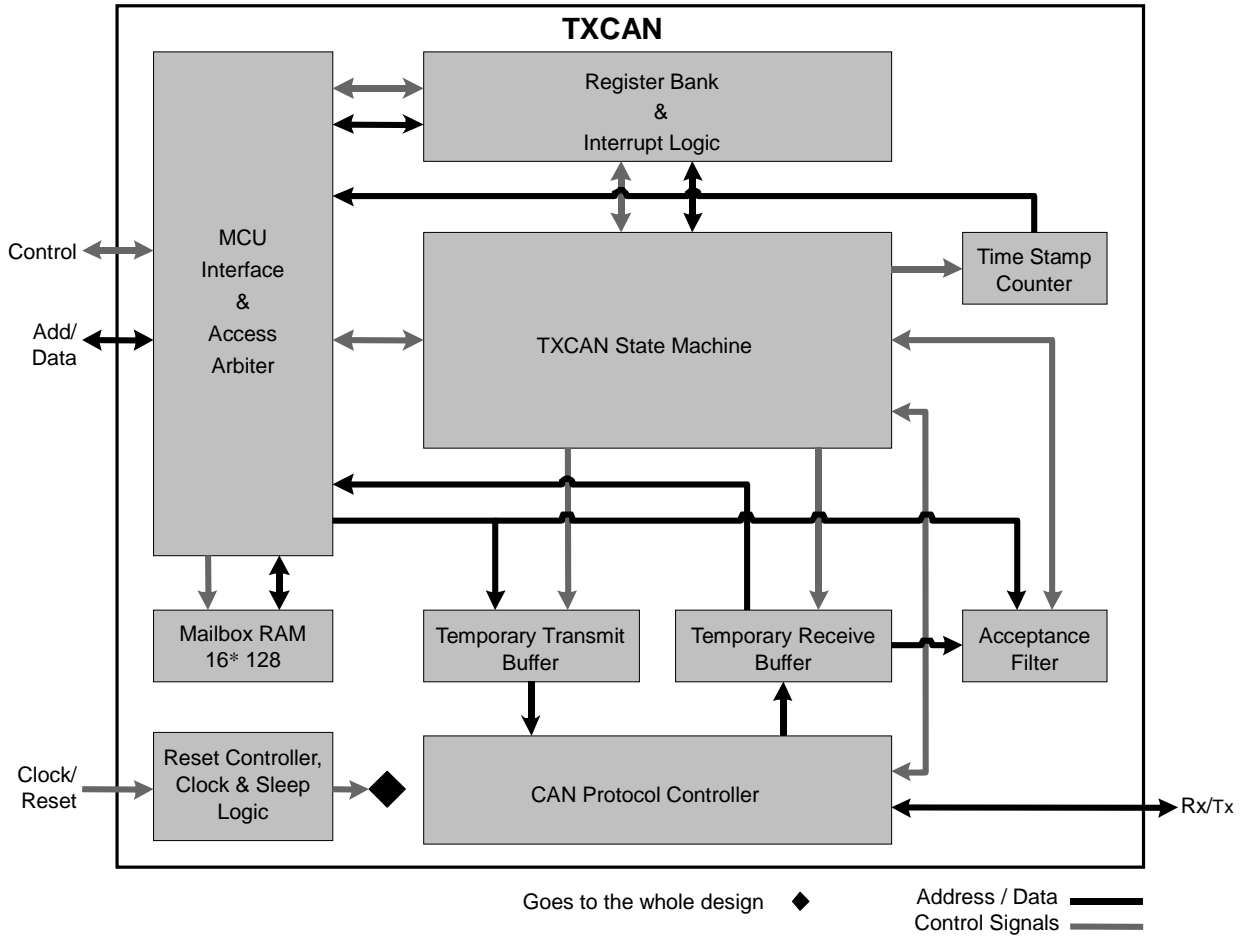 TXCAN
Register Bank
&
Interrupt Logic
MCU
Interface
&
Access
Arbiter
Control
Add/
Data
Time Stamp
Counter
TXCAN State Machine
Mailbox RAM
16* 128
Temporary Transmit
Buffer
Temporary Receive
Buffer
Acceptance
Filter
Clock/
Reset
Reset Controller,
Clock & Sleep
Logic
CAN Protocol Controller
Rx/Tx
Goes to the whole design
Address / Data
Control Signals